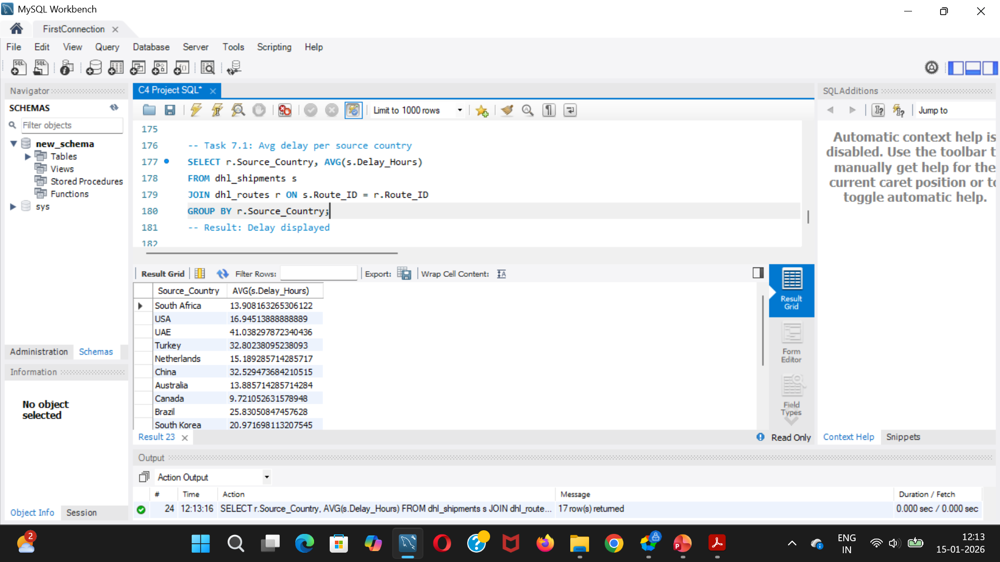 MySQL Workbench
FirstConnection
File Edit View Query Database Server Tools Scripting Help
Navigator
SCHEMAS
Filter objects
new_schema
Tables
Views
Stored Procedures
Functions
sys
Administration Schemas
Information
No object
selected
Object Info Session
C4 Project SQL*
Limit to 1000 rows
175
176 -- Task 7.1: Avg delay per source country
177 SELECT r.Source_Country, AVG(s.Delay_Hours)
178 FROM dhl_shipments s
179 JOIN dhl_routes r ON s.Route_ID = r.Route_ID
180 GROUP BY r.Source_Country;
181 -- Result: Delay displayed
182
Result Grid Filter Rows: Export: Wrap Cell Content:
Source_Country AVG(s.Delay_Hours)
South Africa 13.908163265306122
USA 16.94513888888889
UAE 41.038297872340436
Turkey 32.80238095238093
Netherlands 15.189285714285717
China 32.529473684210515
Australia 13.885714285714284
Canada 9.721052631578948
Brazil 25.83050847457628
South Korea 20.971698113207545
Result
Grid
Form
Editor
Field
Types
Result 23
Read Only
SQLAdditions
Jump to
Automatic context help is
disabled. Use the toolbar t
manually get help for the
current caret position or to
toggle automatic help.
Context Help Snippets
Output
Action Output
# Time Action Message Duration / Fetch
24 12:13:16 SELECT r.Source_Country, AVG(s.Delay_Hours) FROM dhl_shipments s JOIN dhl_route... 17 row(s) returned 0.000 sec / 0.000 sec
2
ENG
IN
12:13
15-01-2026